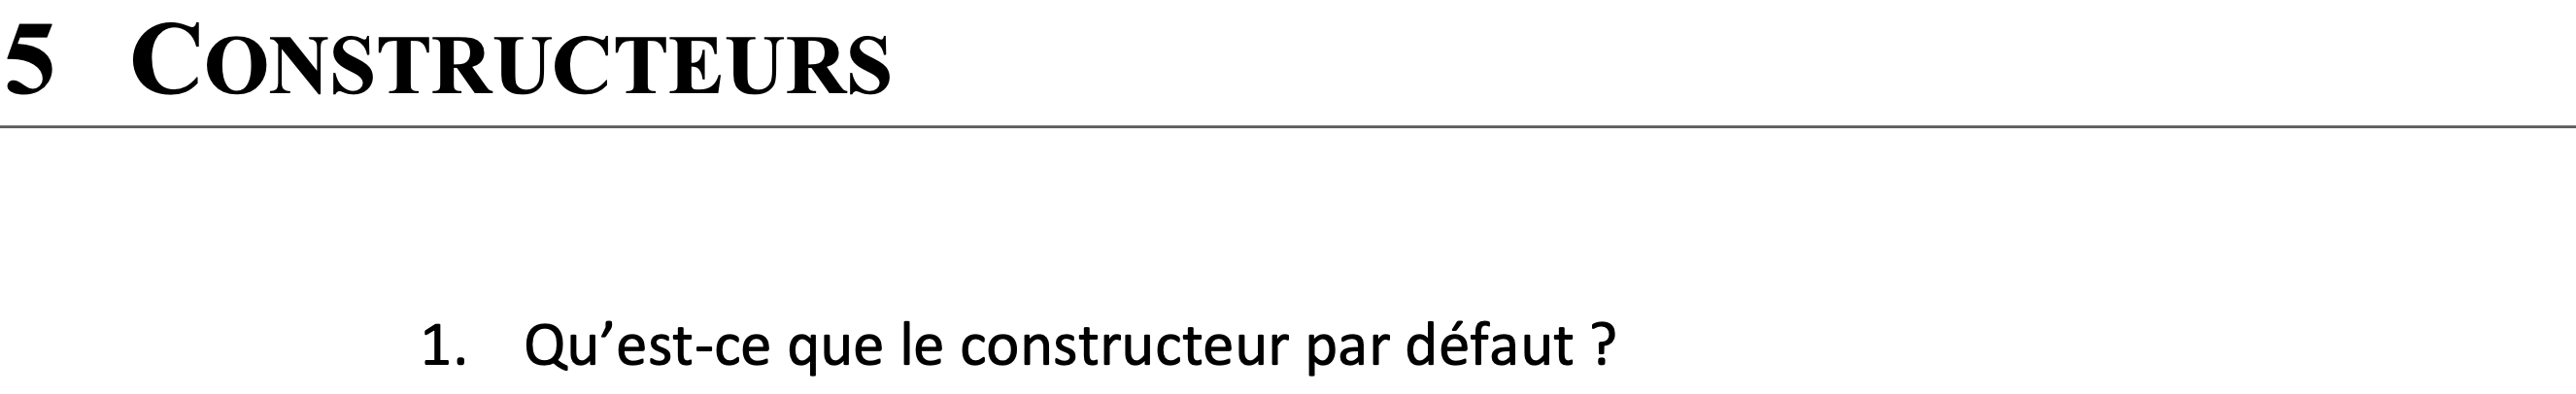 5 CONSTRUCTEURS
1. Qu’est-ce que le constructeur par défaut ?